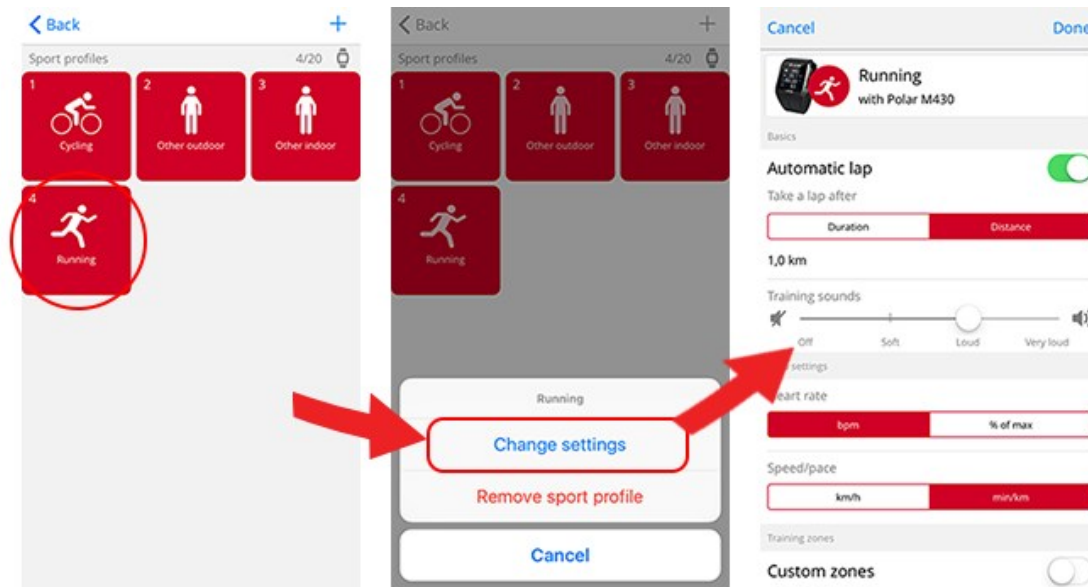 Back
Sport profiles 4/20
1
Cycling
2
Other outdoor
3
Other indoor
4
Running
Back
Sport profiles 4/20
1
Cycling
2
Other outdoor
3
Other indoor
4
Running
Running
Change settings
Remove sport profile
Cancel
Cancel Done
Running
with Polar M430
Basics
Automatic lap
Take a lap after
Duration Distance
1,0 km
Training sounds
Off Soft Loud Very loud
settings
eart rate
bpm % of max
Speed/pace
km/h min/km
Training zones
Custom zones